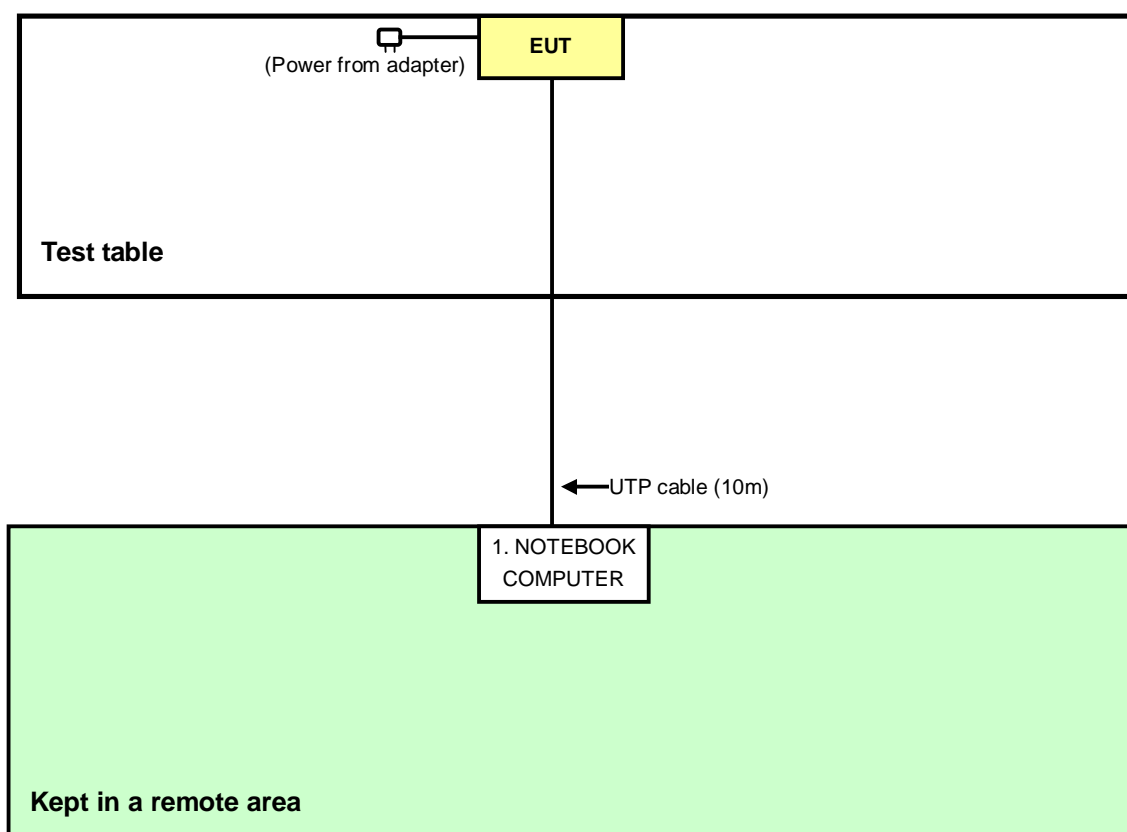 EUT
(Power from adapter)
Test table
UTP cable (10m)
1. NOTEBOOK
COMPUTER
Kept in a remote area